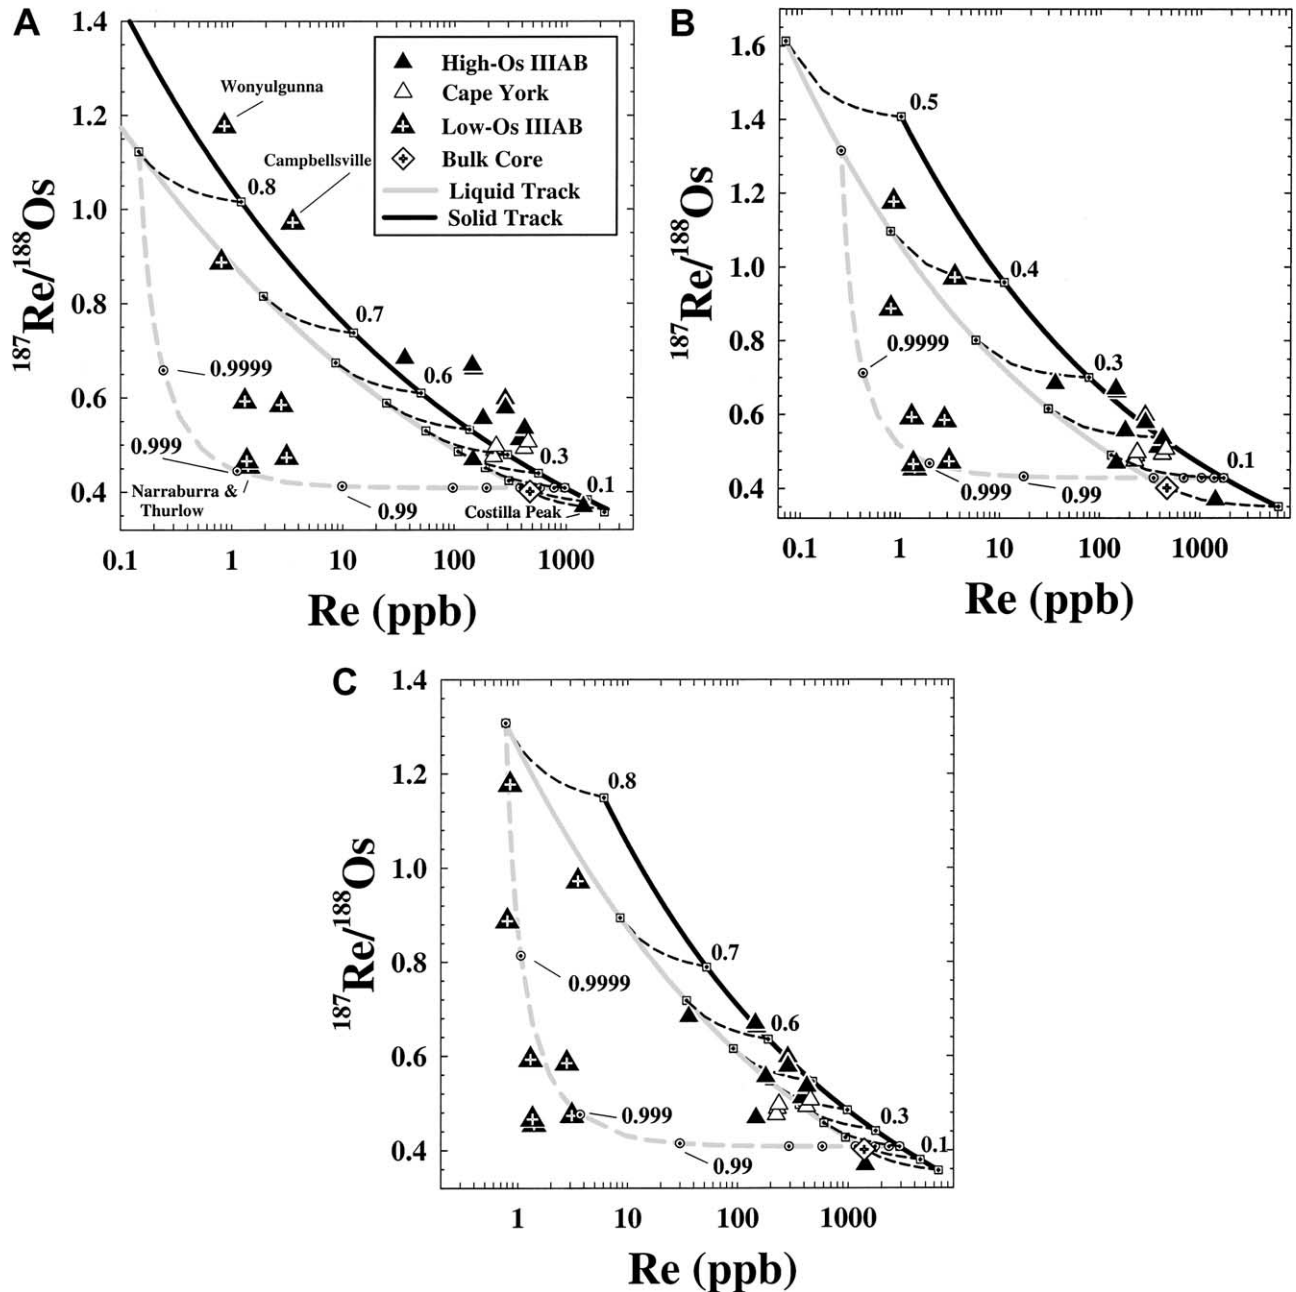 A
1.4
1.2
1.0
0.8
0.6
0.4
187Re/188Os
Wonyulgunna
Campbellsville
High-Os IIIAB
Cape York
Low-Os IIIAB
Bulk Core
Liquid Track
Solid Track
0.8
0.7
0.6
0.3
0.1
0.9999
0.999
0.99
Narraburra &
Thurlow
Costilla Peak
0.1
1
10
100
1000
Re (ppb)
B
1.6
1.4
1.2
1.0
0.8
0.6
0.4
187Re/188Os
0.5
0.4
0.3
0.1
0.9999
0.999
0.99
0.1
1
10
100
1000
Re (ppb)
C
1.4
1.2
1.0
0.8
0.6
0.4
187Re/188Os
0.8
0.7
0.6
0.3
0.1
0.9999
0.999
0.99
1
10
100
1000
Re (ppb)